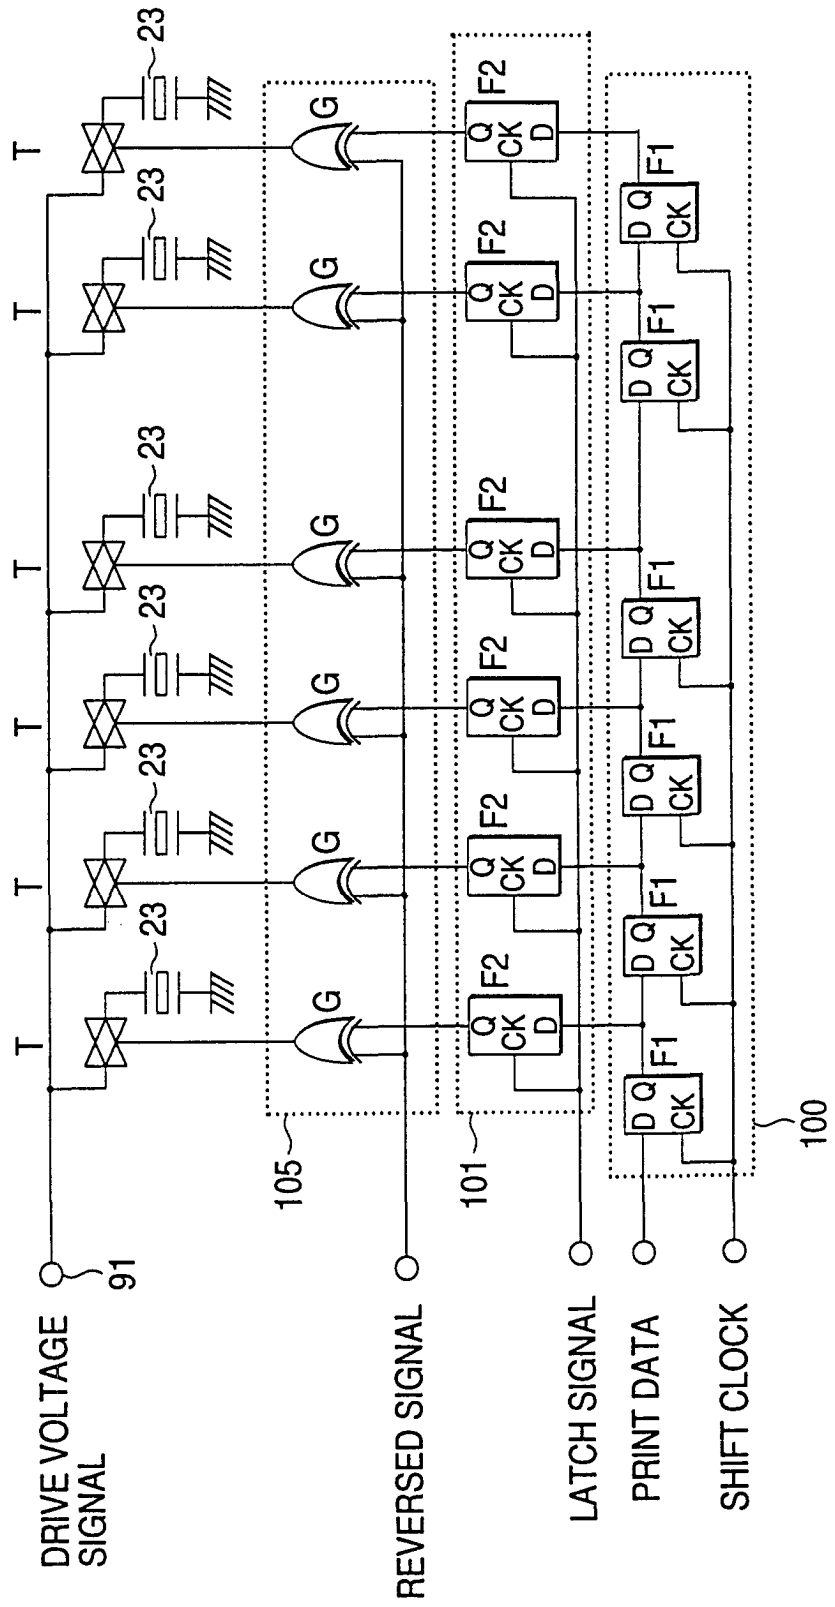 T T T T T T
23 23 23 23 23 23
DRIVE VOLTAGE
SIGNAL
91
105
G G G G G G
REVERSED SIGNAL
101
F2 F2 F2 F2 F2 F2
Q Q Q Q Q Q
CK CK CK CK CK CK
D D D D D D
LATCH SIGNAL
F1 F1 F1 F1 F1 F1
D Q D Q D Q D Q D Q D Q
CK CK CK CK CK CK
PRINT DATA
SHIFT CLOCK
100